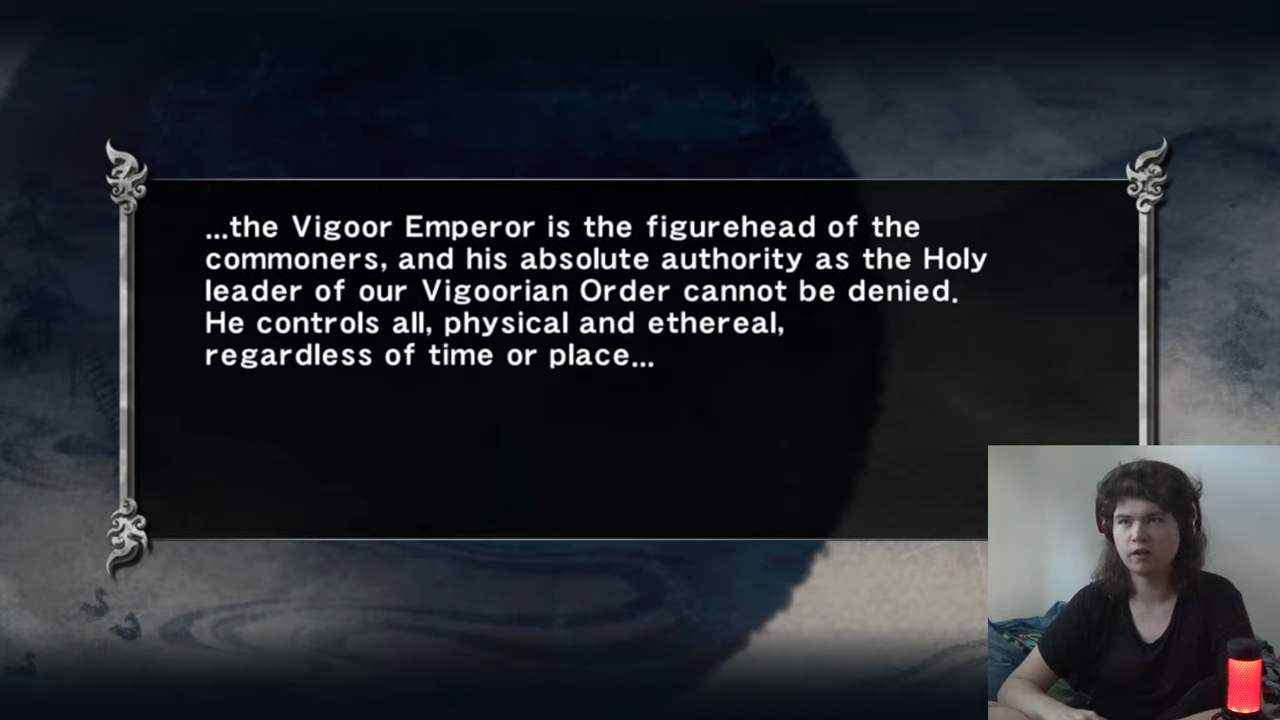 ...the Vigoor Emperor is the figurehead of the
commoners, and his absolute authority as the Holy
leader of our Vigoorian Order cannot be denied.
He controls all, physical and ethereal,
regardless of time or place...